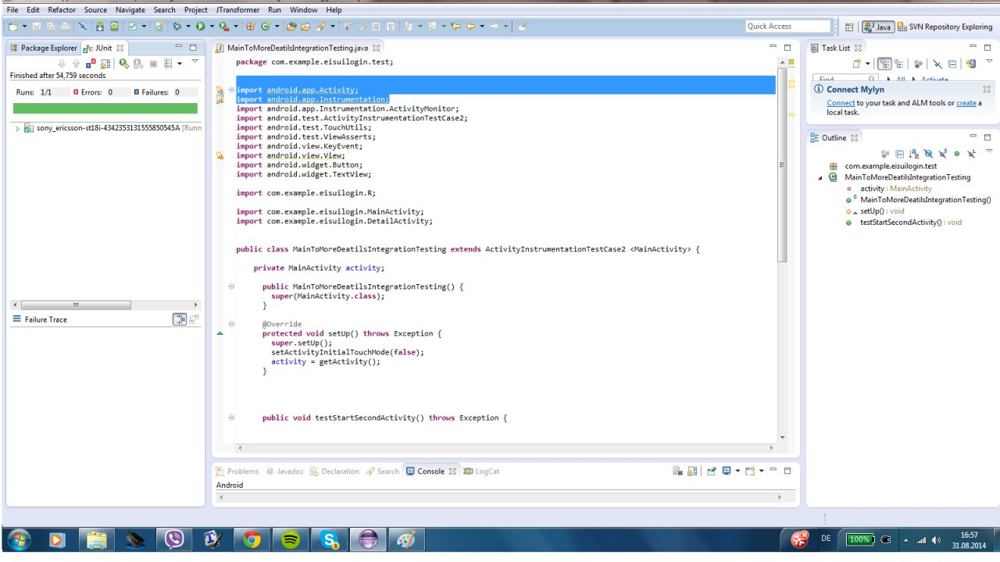 File Edit Refactor Source Navigate Search Project JTransformer Run Window Help
Quick Access
Java SVN Repository Exploring
Package Explorer JUnit
Finished after 54,759 seconds
Runs: 1/1 Errors: 0 Failures: 0
sony_ericsson-st18i-4342353131555850545A [Runn
Failure Trace
MainToMoreDeatilsIntegrationTesting.java
package com.example.eisuilogin.test;
import android.app.Activity;
import android.app.Instrumentation;
import android.app.Instrumentation.ActivityMonitor;
import android.test.ActivityInstrumentationTestCase2;
import android.test.TouchUtils;
import android.test.ViewAsserts;
import android.view.KeyEvent;
import android.view.View;
import android.widget.Button;
import android.widget.TextView;
import com.example.eisuilogin.R;
import com.example.eisuilogin.MainActivity;
import com.example.eisuilogin.DetailActivity;
public class MainToMoreDeatilsIntegrationTesting extends ActivityInstrumentationTestCase2 <MainActivity> {
private MainActivity activity;
public MainToMoreDeatilsIntegrationTesting() {
super(MainActivity.class);
}
@Override
protected void setUp() throws Exception {
super.setUp();
setActivityInitialTouchMode(false);
activity = getActivity();
}
public void testStartSecondActivity() throws Exception {
Problems @ Javadoc Declaration Search Console LogCat
Android
Task List
Find All Activate...
Connect Mylyn
Connect to your task and ALM tools or create a
local task.
Outline
com.example.eisuilogin.test
MainToMoreDeatilsIntegrationTesting
activity : MainActivity
MainToMoreDeatilsIntegrationTesting()
setUp() : void
testStartSecondActivity() : void
DE 100% 16:57
31.08.2014